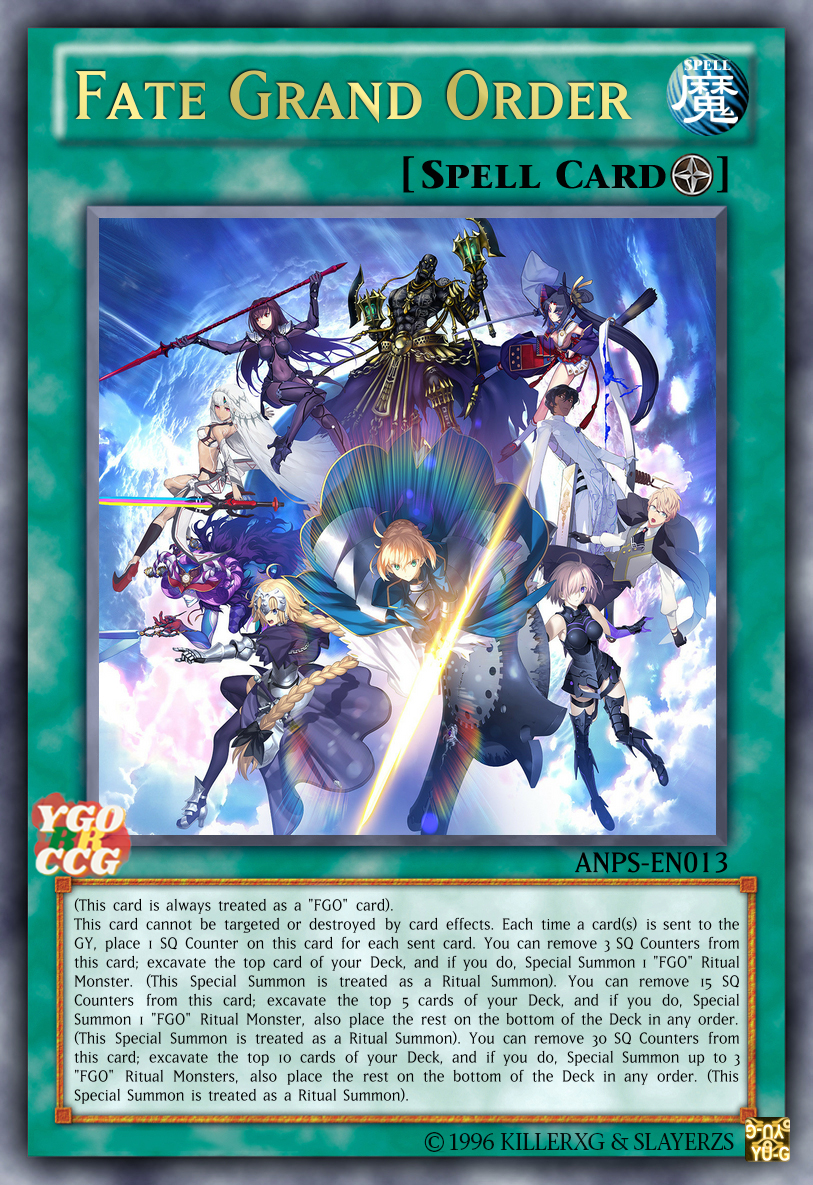 FATE GRAND ORDER
SPELL
魔
[SPELL CARD]
YGO
CCG
ANPS-EN013
(This card is always treated as a "FGO" card).
This card cannot be targeted or destroyed by card effects. Each time a card(s) is sent to the
GY, place 1 SQ Counter on this card for each sent card. You can remove 3 SQ Counters from
this card; excavate the top card of your Deck, and if you do, Special Summon 1 "FGO" Ritual
Monster. (This Special Summon is treated as a Ritual Summon). You can remove 15 SQ
Counters from this card; excavate the top 5 cards of your Deck, and if you do, Special
Summon 1 "FGO" Ritual Monster, also place the rest on the bottom of the Deck in any order.
(This Special Summon is treated as a Ritual Summon). You can remove 30 SQ Counters from
this card; excavate the top 10 cards of your Deck, and if you do, Special Summon up to 3
"FGO" Ritual Monsters, also place the rest on the bottom of the Deck in any order. (This
Special Summon is treated as a Ritual Summon).
© 1996 KILLERXG & SLAYERZS